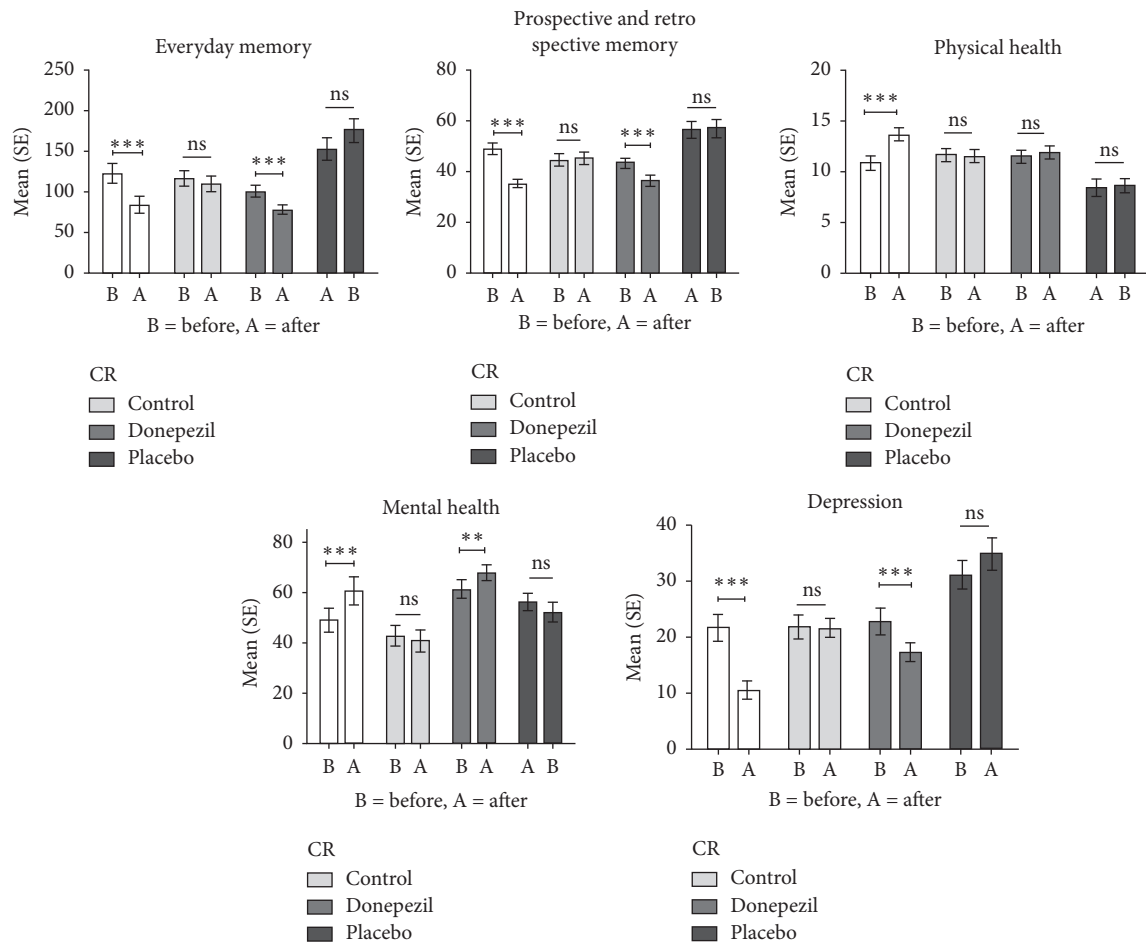 Everyday memory
250
200
150
100
50
0
Mean (SE)
***
ns
***
ns
B A B A B A A B
B = before, A = after
CR
Control
Donepezil
Placebo
Prospective and retro
spective memory
80
60
40
20
0
Mean (SE)
***
ns
***
ns
B A B A B A A B
B = before, A = after
CR
Control
Donepezil
Placebo
Physical health
20
15
10
5
0
Mean (SE)
***
ns
ns
ns
B A B A B A A B
B = before, A = after
CR
Control
Donepezil
Placebo
Mental health
80
60
40
20
0
Mean (SE)
***
ns
**
ns
B A B A B A A B
B = before, A = after
CR
Control
Donepezil
Placebo
Depression
40
30
20
10
0
Mean (SE)
***
ns
***
ns
B A B A B A B A
B = before, A = after
CR
Control
Donepezil
Placebo